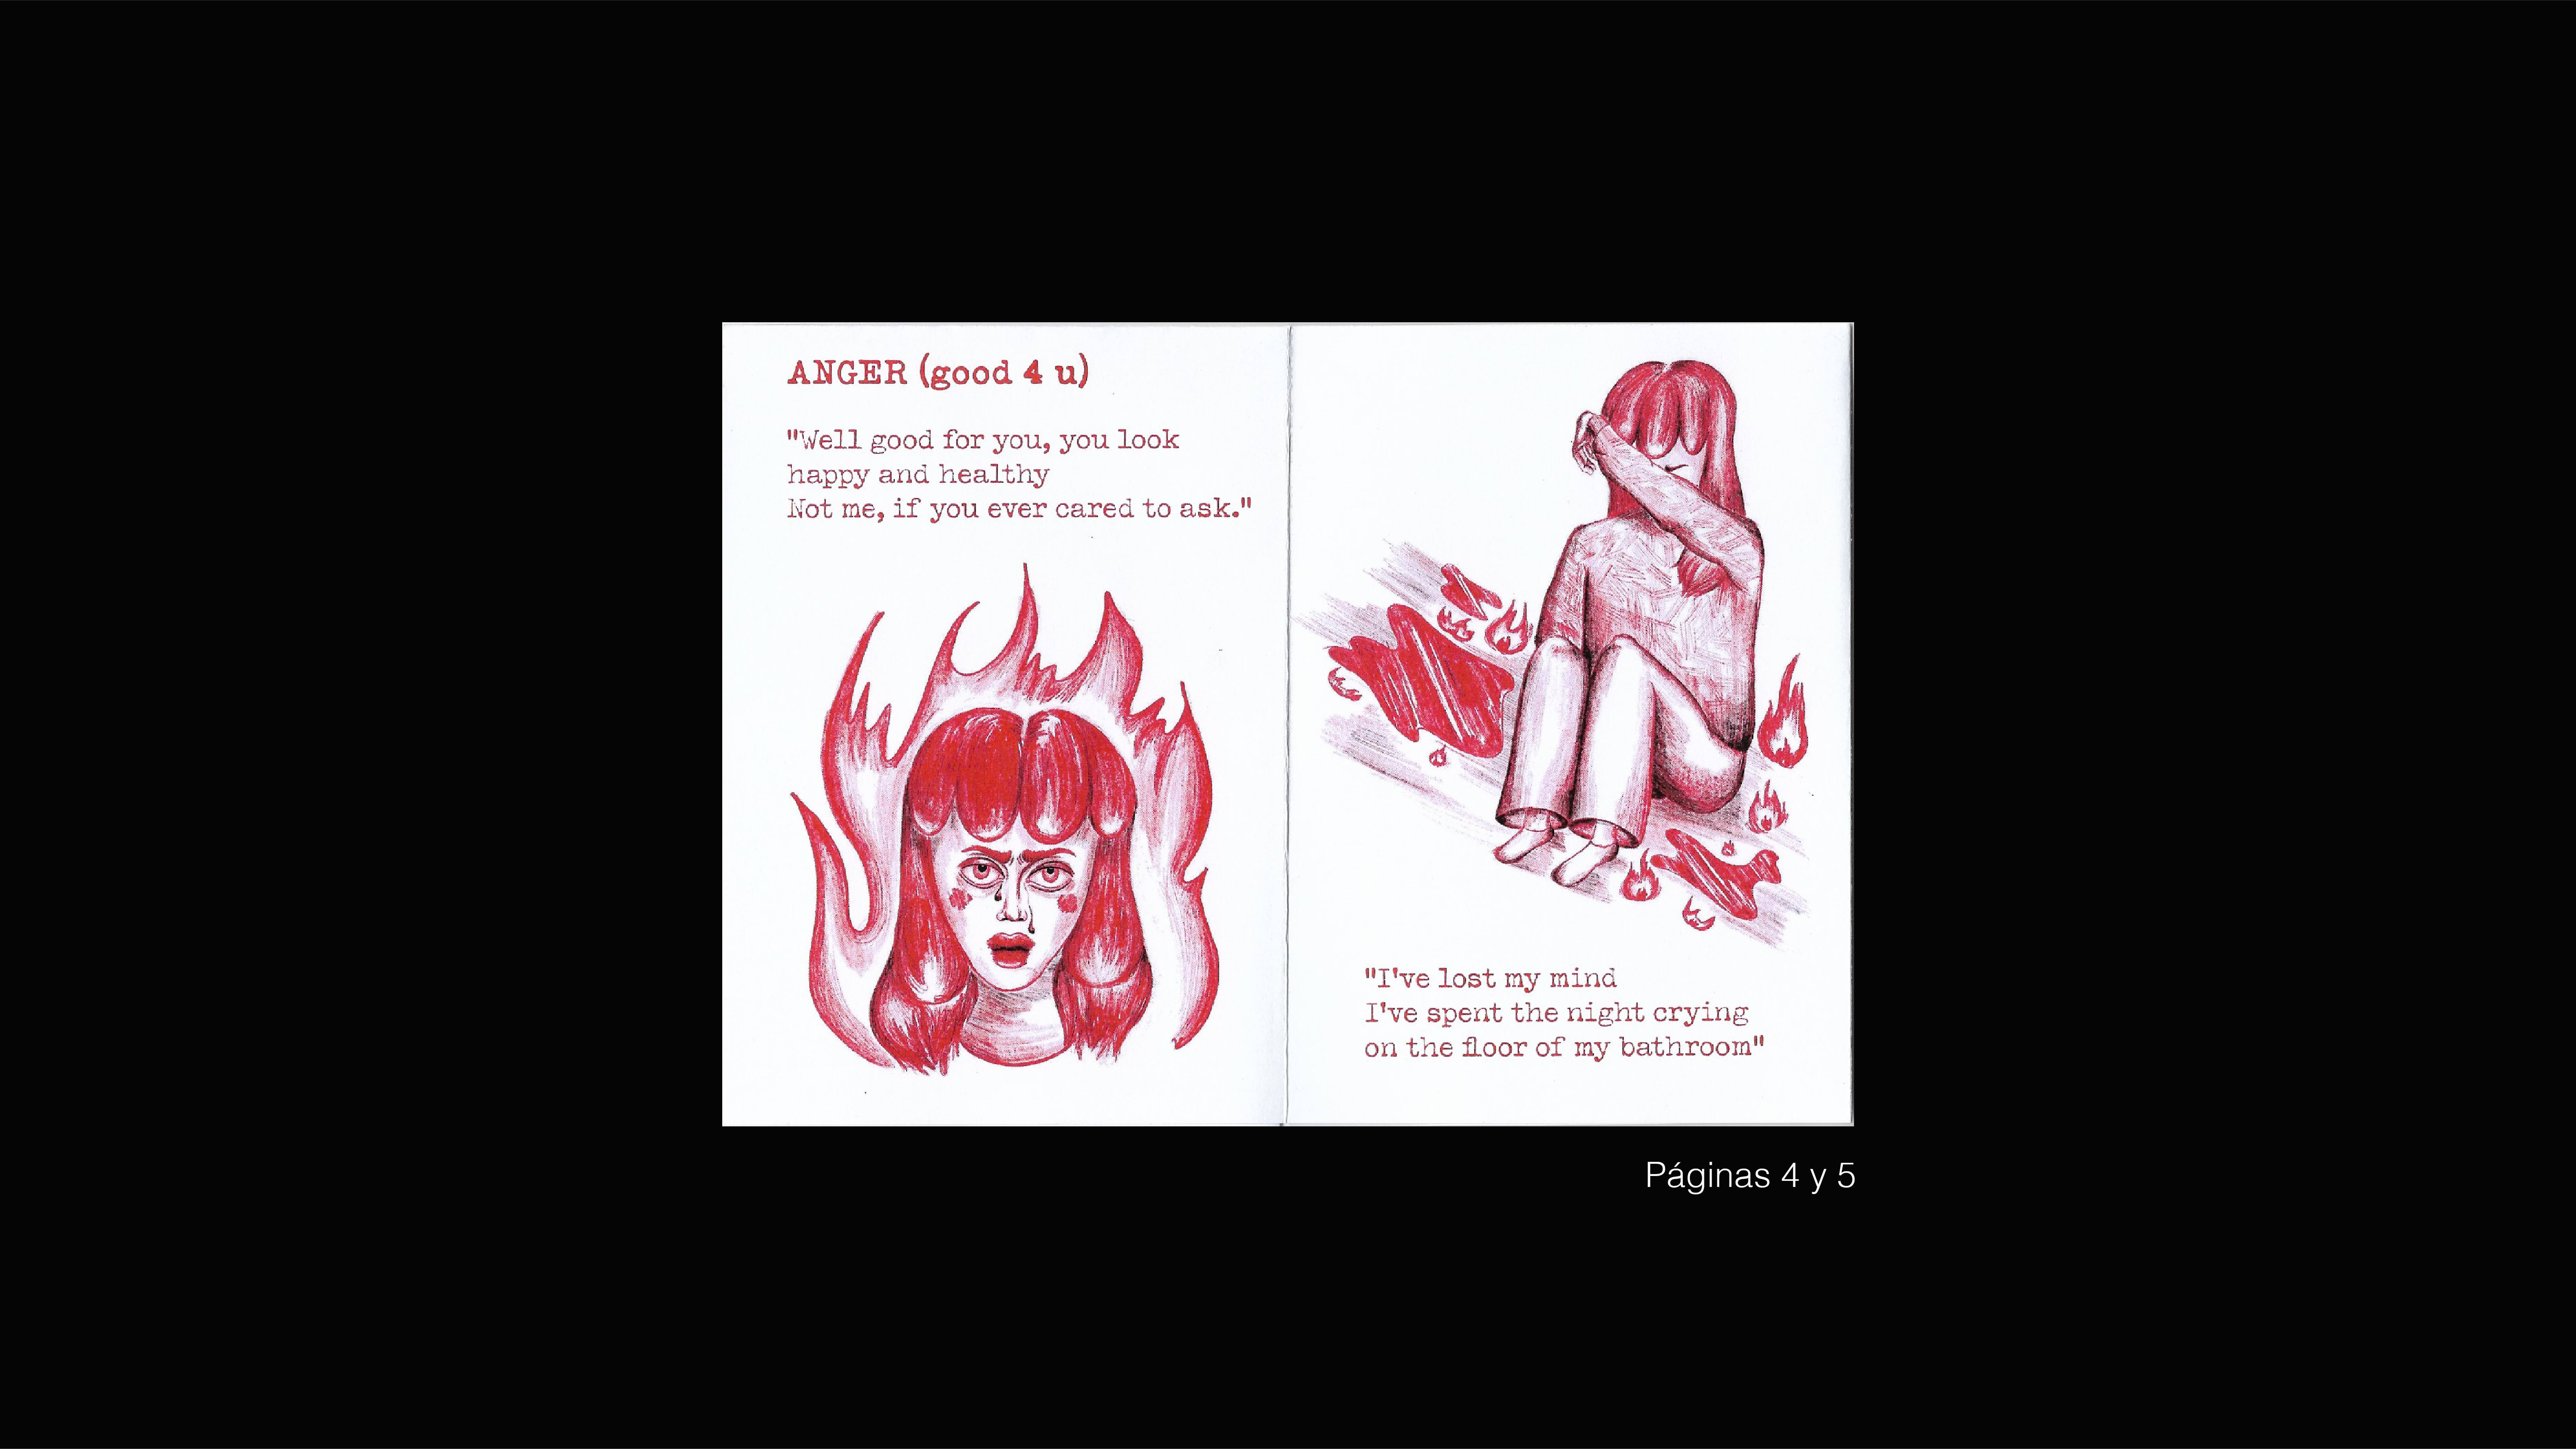 ANGER (good 4 u)
"Well good for you, you look
happy and healthy
Not me, if you ever cared to ask."
"I've lost my mind
I've spent the night crying
on the floor of my bathroom"
Páginas 4 y 5